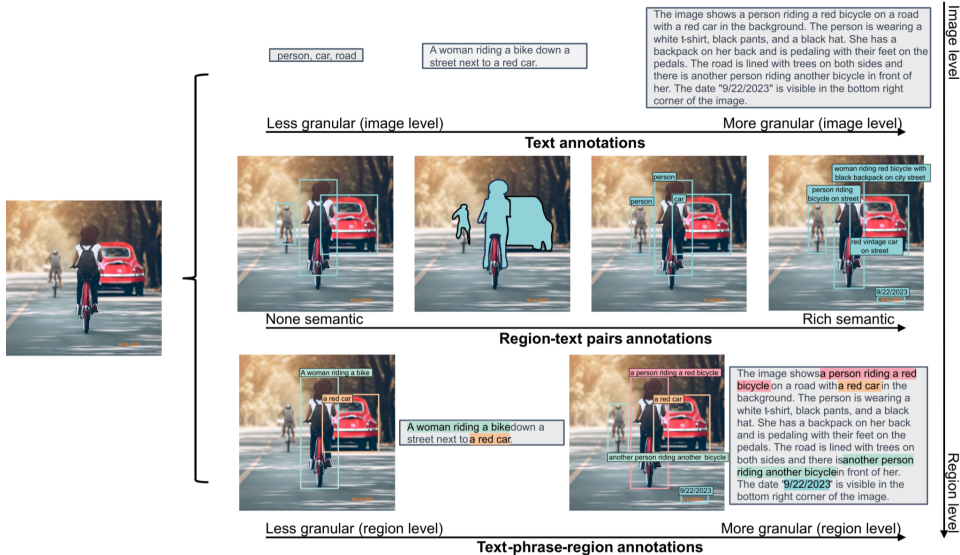 person, car, road
A woman riding a bike down a
street next to a red car.
The image shows a person riding a red bicycle on a road
with a red car in the background. The person is wearing a
white t-shirt, black pants, and a black hat. She has a
backpack on her back and is pedaling with their feet on the
pedals. The road is lined with trees on both sides and
there is another person riding another bicycle in front of
her. The date "9/22/2023" is visible in the bottom right
corner of the image.
Image level
Less granular (image level)
More granular (image level)
Text annotations
person
person
car
woman riding red bicycle with
black backpack on city street
person riding
bicycle on street
red vintage car
on street
9/22/2023
None semantic
Rich semantic
Region-text pairs annotations
A woman riding a bike
a red car
A woman riding a bikedown a
street next to a red car.
a person riding a red bicycle
a red car
another person riding another bicycle
9/22/2023
The image showsa person riding a red
bicycle on a road witha red car in the
background. The person is wearing a
white t-shirt, black pants, and a black
hat. She has a backpack on her back
and is pedaling with their feet on the
pedals. The road is lined with trees on
both sides and there isanother person
riding another bicyclein front of her.
The date "9/22/2023" is visible in the
bottom right corner of the image.
Region level
Less granular (region level)
More granular (region level)
Text-phrase-region annotations